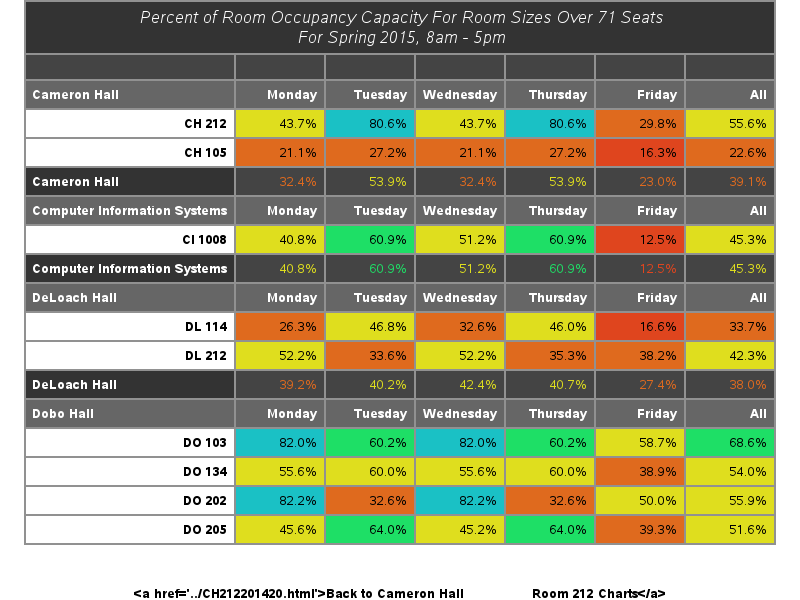 Percent of Room Occupancy Capacity For Room Sizes Over 71 Seats
For Spring 2015, 8am - 5pm
Cameron Hall Monday Tuesday Wednesday Thursday Friday All
CH 212 43.7% 80.6% 43.7% 80.6% 29.8% 55.6%
CH 105 21.1% 27.2% 21.1% 27.2% 16.3% 22.6%
Cameron Hall 32.4% 53.9% 32.4% 53.9% 23.0% 39.1%
Computer Information Systems Monday Tuesday Wednesday Thursday Friday All
CI 1008 40.8% 60.9% 51.2% 60.9% 12.5% 45.3%
Computer Information Systems 40.8% 60.9% 51.2% 60.9% 12.5% 45.3%
DeLoach Hall Monday Tuesday Wednesday Thursday Friday All
DL 114 26.3% 46.8% 32.6% 46.0% 16.6% 33.7%
DL 212 52.2% 33.6% 52.2% 35.3% 38.2% 42.3%
DeLoach Hall 39.2% 40.2% 42.4% 40.7% 27.4% 38.0%
Dobo Hall Monday Tuesday Wednesday Thursday Friday All
DO 103 82.0% 60.2% 82.0% 60.2% 58.7% 68.6%
DO 134 55.6% 60.0% 55.6% 60.0% 38.9% 54.0%
DO 202 82.2% 32.6% 82.2% 32.6% 50.0% 55.9%
DO 205 45.6% 64.0% 45.2% 64.0% 39.3% 51.6%
<a href='../CH212201420.html'>Back to Cameron Hall Room 212 Charts</a>